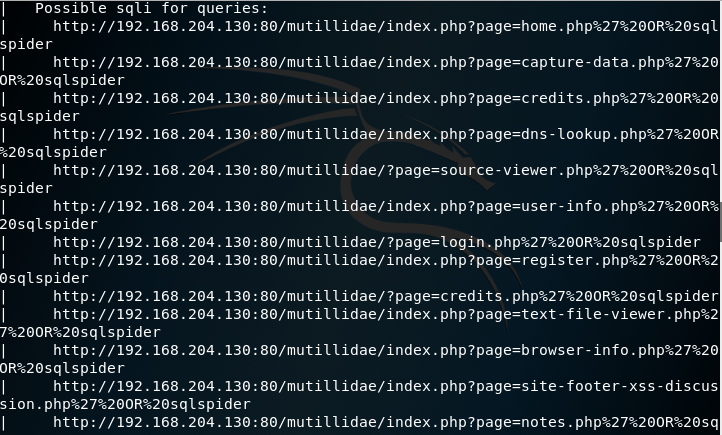 |   Possible sqli for queries:
|     http://192.168.204.130:80/mutillidae/index.php?page=home.php%27%20OR%20sql
spider
|     http://192.168.204.130:80/mutillidae/index.php?page=capture-data.php%27%20
OR%20sqlspider
|     http://192.168.204.130:80/mutillidae/index.php?page=credits.php%27%20OR%20
sqlspider
|     http://192.168.204.130:80/mutillidae/index.php?page=dns-lookup.php%27%20OR
%20sqlspider
|     http://192.168.204.130:80/mutillidae/?page=source-viewer.php%27%20OR%20sql
spider
|     http://192.168.204.130:80/mutillidae/index.php?page=user-info.php%27%20OR%
20sqlspider
|     http://192.168.204.130:80/mutillidae/?page=login.php%27%20OR%20sqlspider
|     http://192.168.204.130:80/mutillidae/index.php?page=register.php%27%20OR%2
0sqlspider
|     http://192.168.204.130:80/mutillidae/?page=credits.php%27%20OR%20sqlspider
|     http://192.168.204.130:80/mutillidae/index.php?page=text-file-viewer.php%2
7%20OR%20sqlspider
|     http://192.168.204.130:80/mutillidae/index.php?page=browser-info.php%27%20
OR%20sqlspider
|     http://192.168.204.130:80/mutillidae/index.php?page=site-footer-xss-discus
sion.php%27%20OR%20sqlspider
|     http://192.168.204.130:80/mutillidae/index.php?page=notes.php%27%20OR%20sq